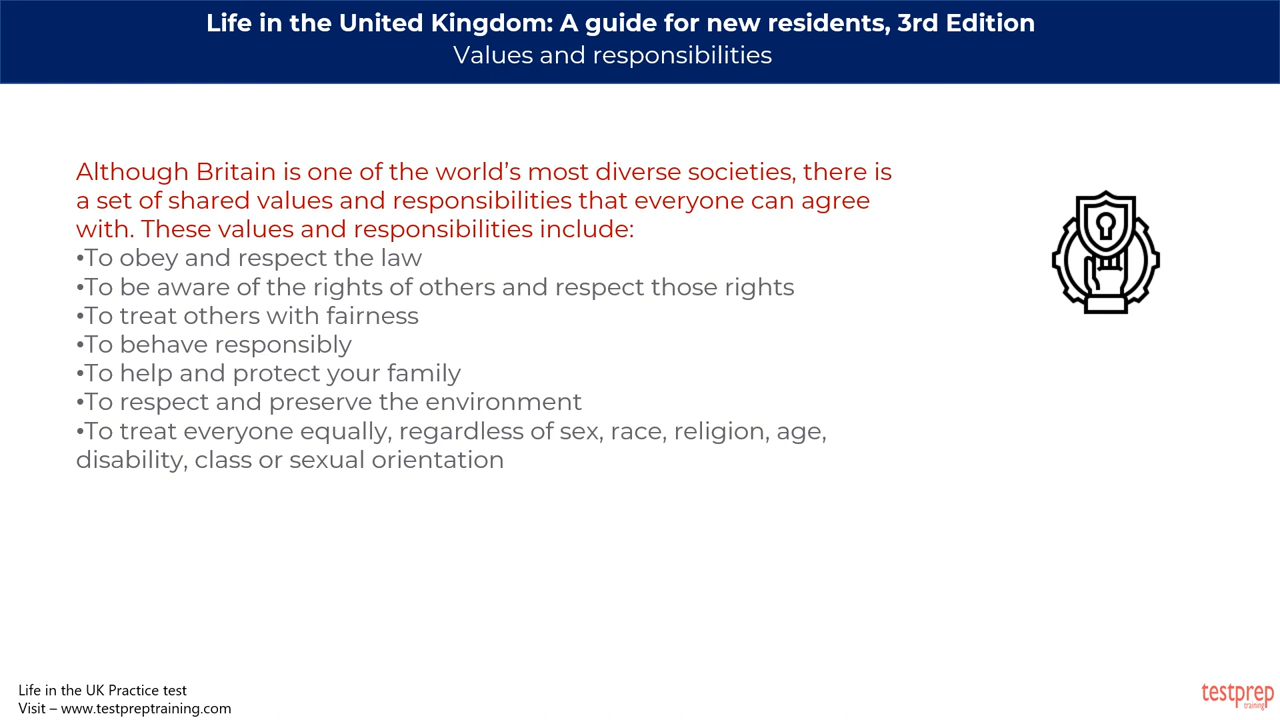 Life in the United Kingdom: A guide for new residents, 3rd Edition
Values and responsibilities
Although Britain is one of the world’s most diverse societies, there is
a set of shared values and responsibilities that everyone can agree
with. These values and responsibilities include:
•To obey and respect the law
•To be aware of the rights of others and respect those rights
•To treat others with fairness
•To behave responsibly
•To help and protect your family
•To respect and preserve the environment
•To treat everyone equally, regardless of sex, race, religion, age,
disability, class or sexual orientation
Life in the UK Practice test
Visit – www.testpreptraining.com
testprep
training